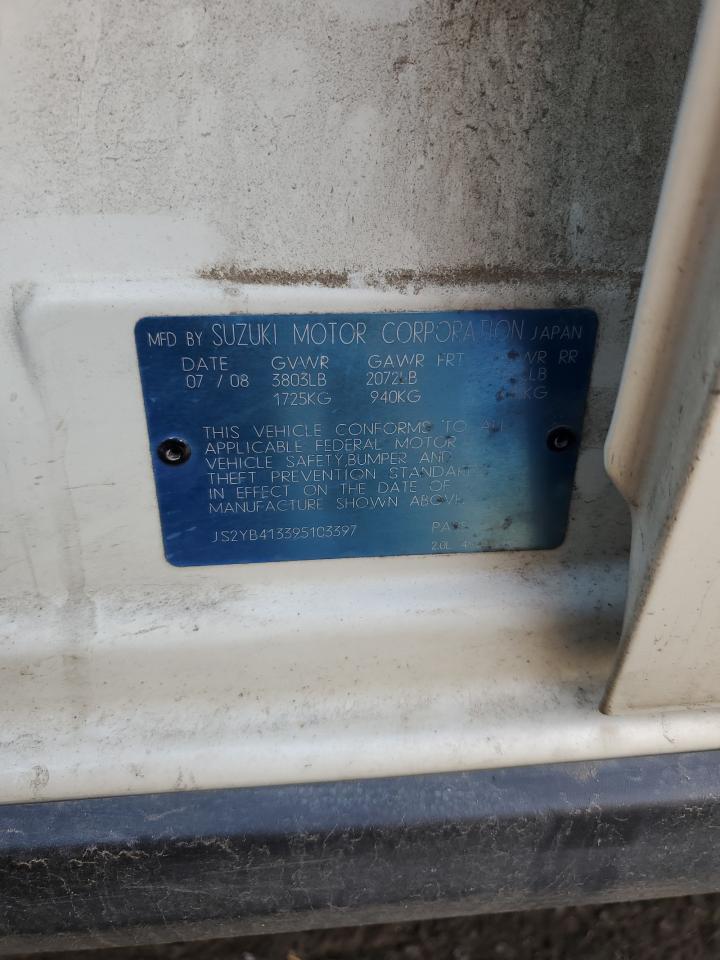 MFD BY SUZUKI MOTOR CORPORATION JAPAN
DATE GVWR GAWR FRT RR
07 / 08 3803LB 2072LB
1725KG 940KG
THIS VEHICLE CONFORMS TO
APPLICABLE FEDERAL MOTOR
VEHICLE SAFETY,BUMPER AND
THEFT PREVENTION
IN EFFECT ON THE DATE OF
MANUFACTURE SHOWN
JS2YB413395103397
2.0L